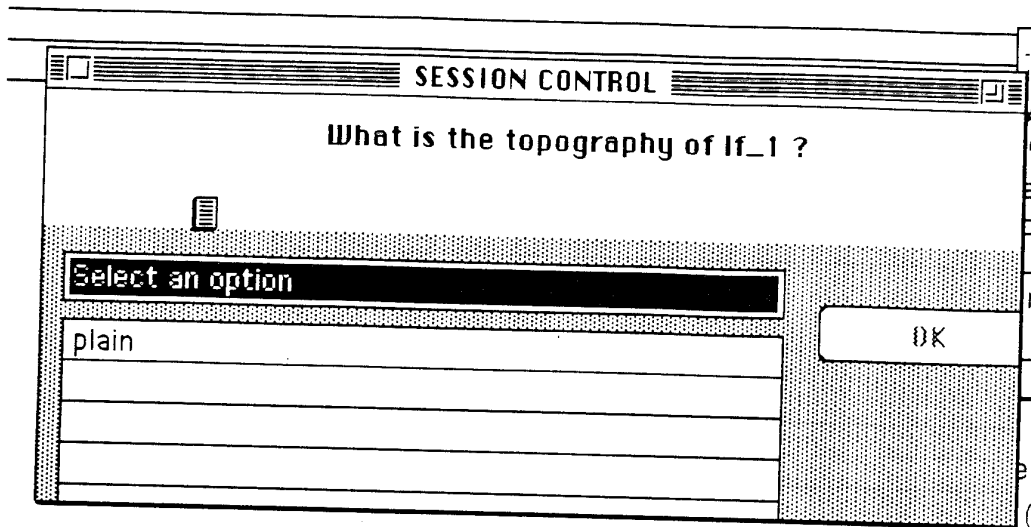 SESSION CONTROL
What is the topography of lf_1 ?
Select an option
plain
OK